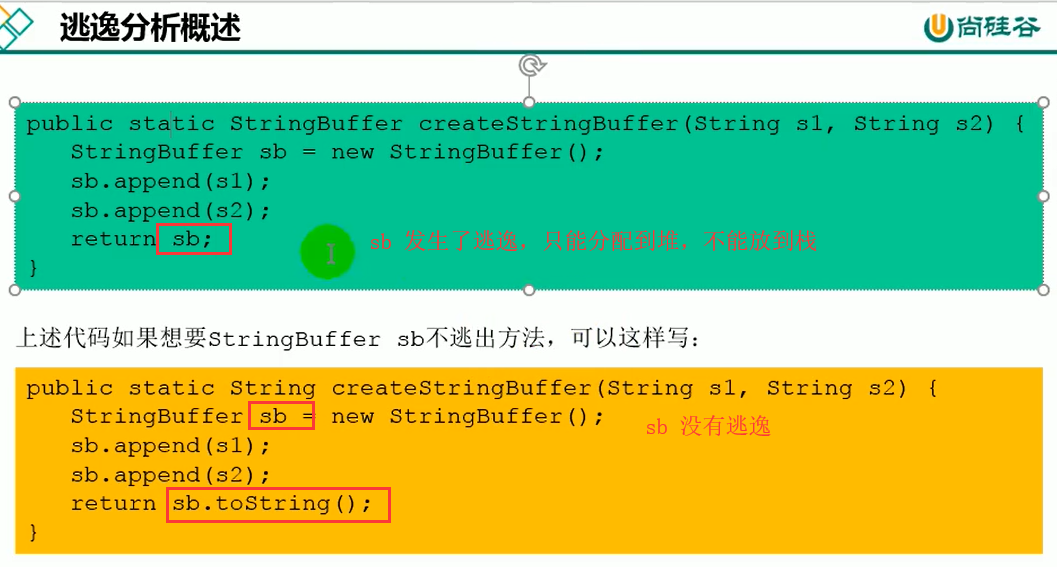 逃逸分析概述
尚硅谷
public static StringBuffer createStringBuffer(String s1, String s2) {
StringBuffer sb = new StringBuffer();
sb.append(s1);
sb.append(s2);
return sb;
sb 发生了逃逸，只能分配到堆，不能放到栈
}
上述代码如果想要StringBuffer sb不逃出方法，可以这样写：
public static String createStringBuffer(String s1, String s2) {
StringBuffer sb = new StringBuffer();
sb 没有逃逸
sb.append(s1);
sb.append(s2);
return sb.toString();
}